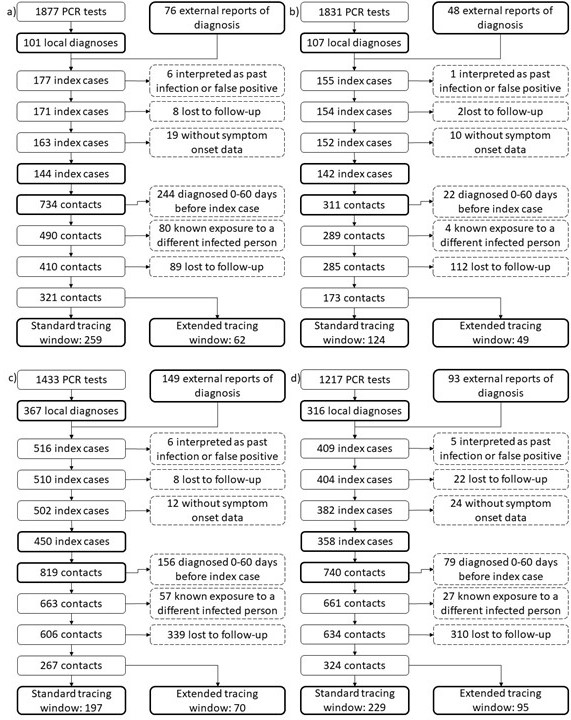 a)
1877 PCR tests
76 external reports of
diagnosis
101 local diagnoses
177 index cases
6 interpreted as past
infection or false positive
171 index cases
8 lost to follow-up
163 index cases
19 without symptom
onset data
144 index cases
734 contacts
244 diagnosed 0-60 days
before index case
490 contacts
80 known exposure to a
different infected person
410 contacts
89 lost to follow-up
321 contacts
Standard tracing
window: 259
Extended tracing
window: 62
b)
1831 PCR tests
48 external reports of
diagnosis
107 local diagnoses
155 index cases
1 interpreted as past
infection or false positive
154 index cases
2lost to follow-up
152 index cases
10 without symptom
onset data
142 index cases
311 contacts
22 diagnosed 0-60 days
before index case
289 contacts
4 known exposure to a
different infected person
285 contacts
112 lost to follow-up
173 contacts
Standard tracing
window: 124
Extended tracing
window: 49
c)
1433 PCR tests
149 external reports of
diagnosis
367 local diagnoses
516 index cases
6 interpreted as past
infection or false positive
510 index cases
8 lost to follow-up
502 index cases
12 without symptom
onset data
450 index cases
819 contacts
156 diagnosed 0-60 days
before index case
663 contacts
57 known exposure to a
different infected person
606 contacts
339 lost to follow-up
267 contacts
Standard tracing
window: 197
Extended tracing
window: 70
d)
1217 PCR tests
93 external reports of
diagnosis
316 local diagnoses
409 index cases
5 interpreted as past
infection or false positive
404 index cases
22 lost to follow-up
382 index cases
24 without symptom
onset data
358 index cases
740 contacts
79 diagnosed 0-60 days
before index case
661 contacts
27 known exposure to a
different infected person
634 contacts
310 lost to follow-up
324 contacts
Standard tracing
window: 229
Extended tracing
window: 95